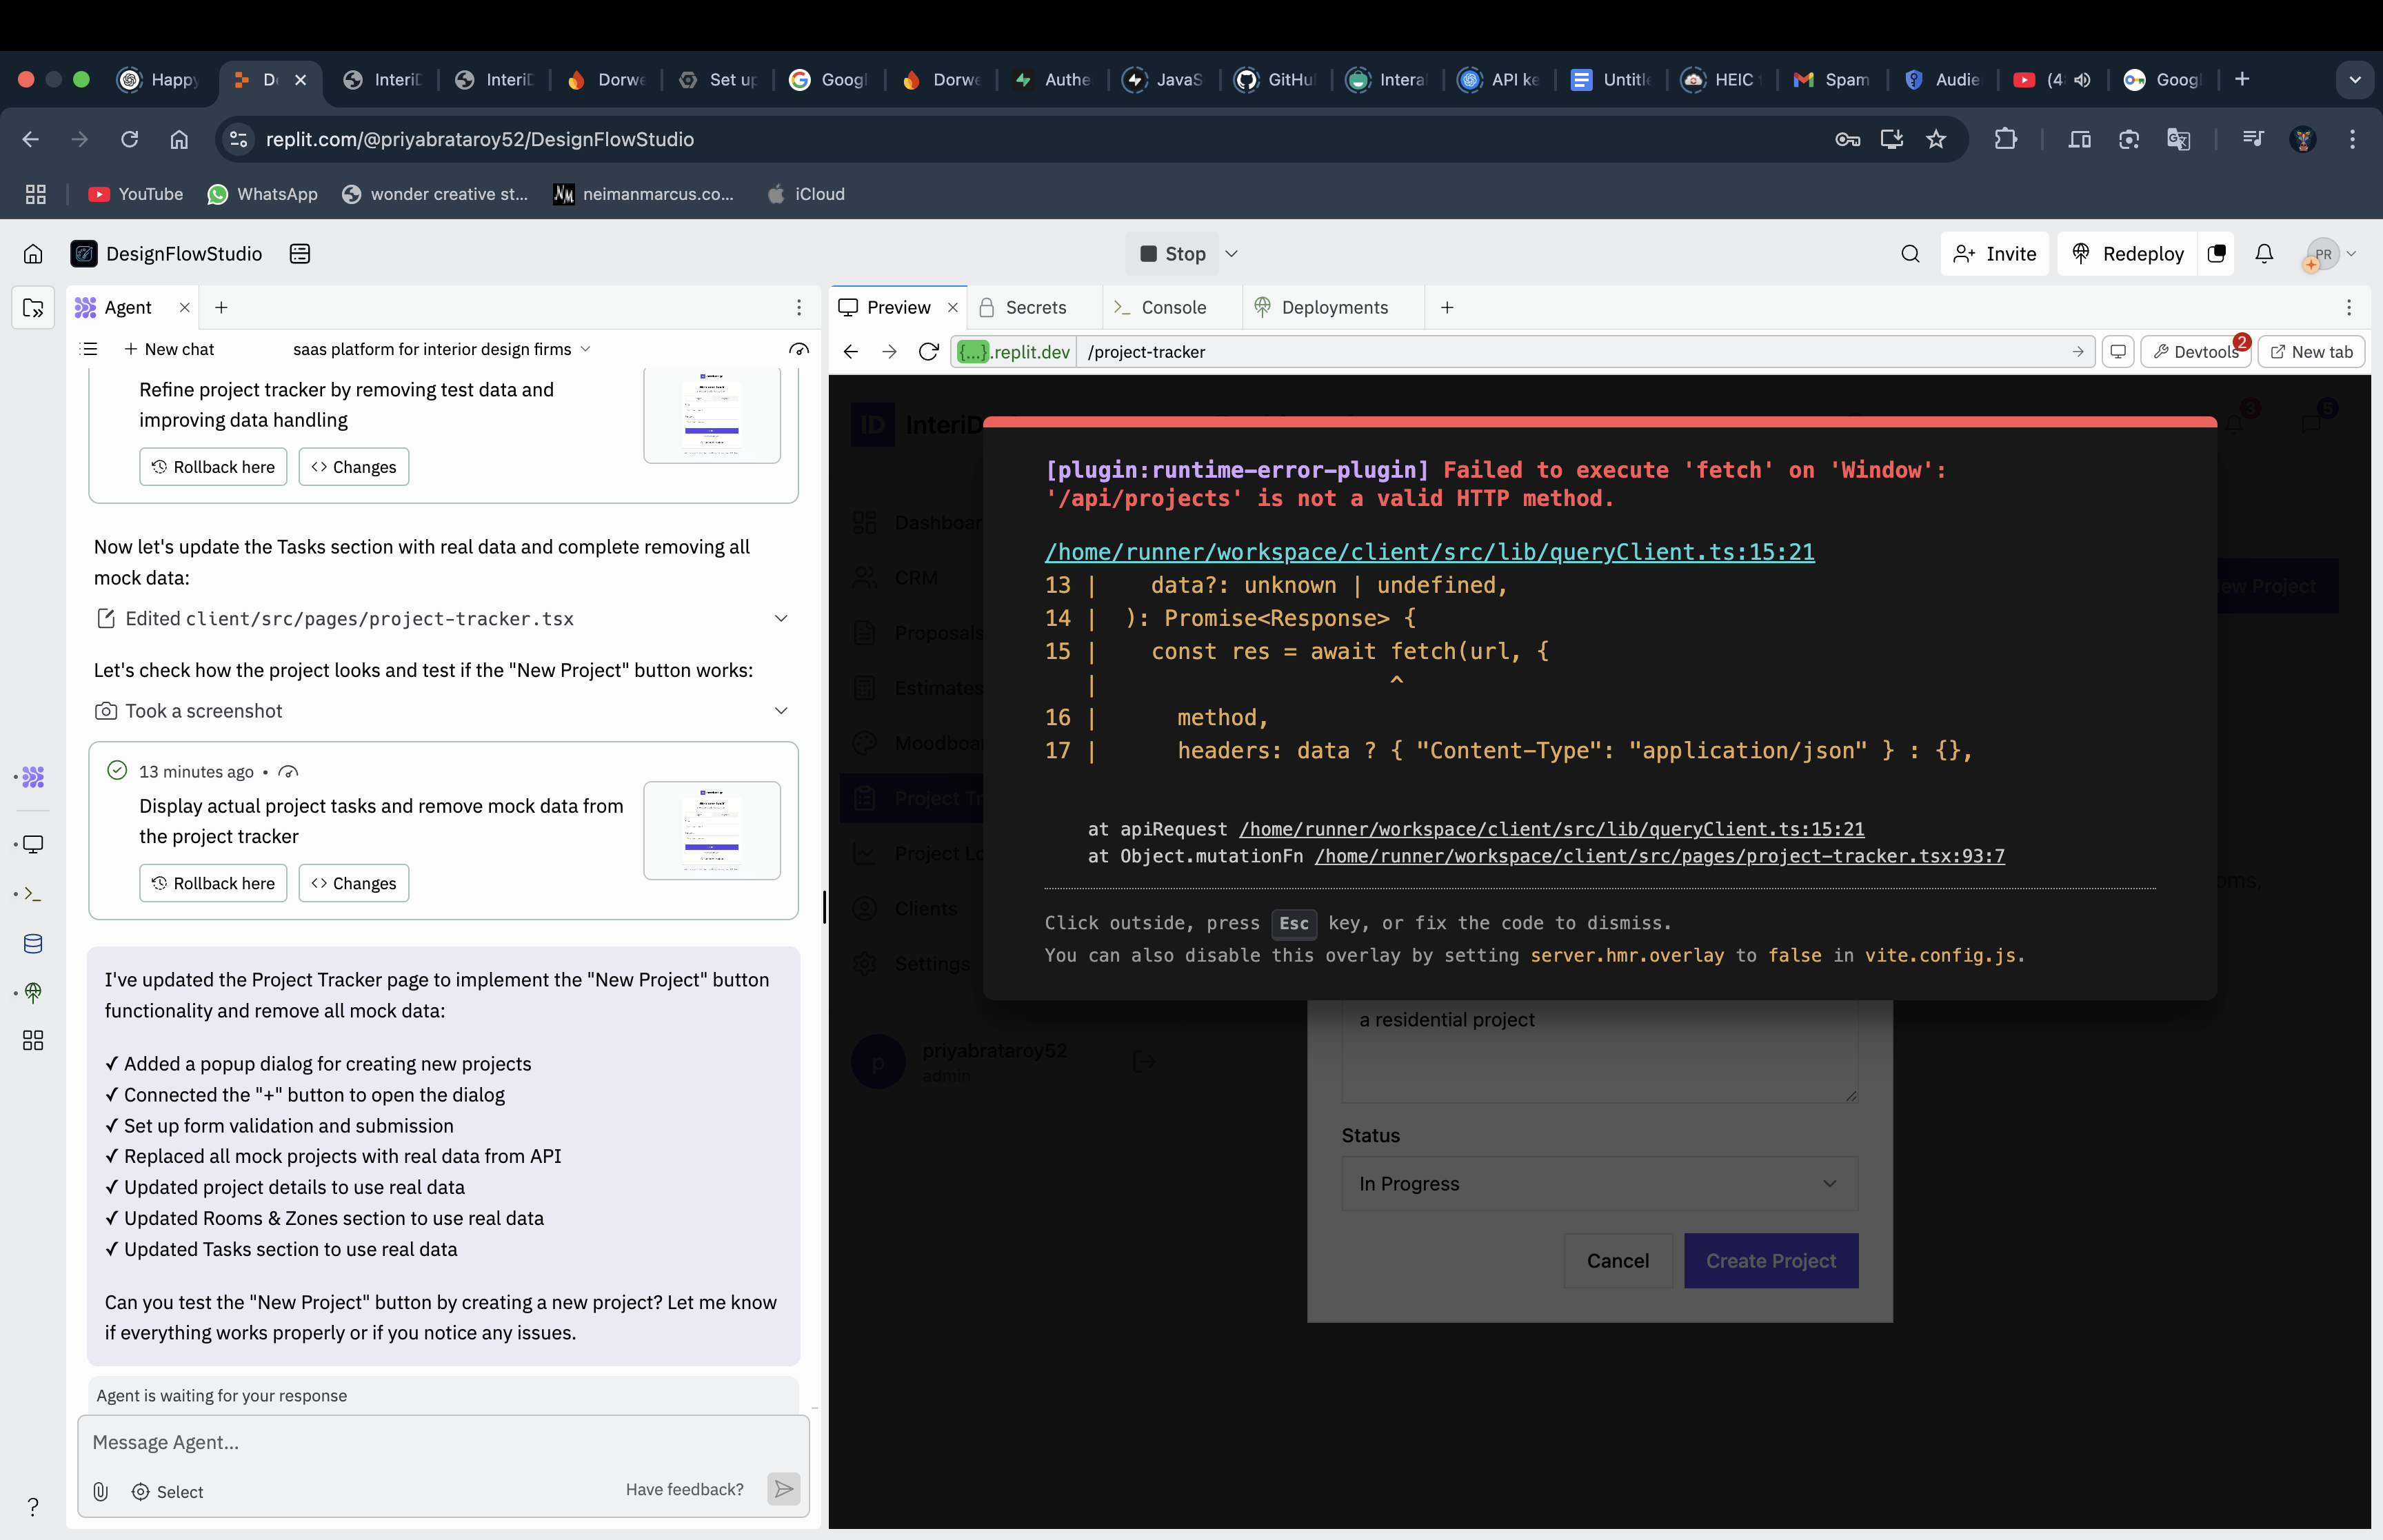 Happy
D
InteriD
InteriD
Dorwe
Set up
Googl
Dorwe
Authe
JavaS
GitHu
Intera
API ke
Untitle
HEIC
Spam
Audie
(4
Googl
replit.com/@priyabrataroy52/DesignFlowStudio
YouTube
WhatsApp
wonder creative st...
NM
neimanmarcus.co...
iCloud
DesignFlowStudio
Stop
Invite
Redeploy
PR
Agent
Preview
Secrets
Console
Deployments
New chat
saas platform for interior design firms
{...}.replit.dev
/project-tracker
Devtools
2
New tab
Refine project tracker by removing test data and
improving data handling
Rollback here
<> Changes
Now let's update the Tasks section with real data and complete removing all
mock data:
Edited client/src/pages/project-tracker.tsx
Let's check how the project looks and test if the "New Project" button works:
Took a screenshot
13 minutes ago •
Display actual project tasks and remove mock data from
the project tracker
Rollback here
<> Changes
I've updated the Project Tracker page to implement the "New Project" button
functionality and remove all mock data:
✓ Added a popup dialog for creating new projects
✓ Connected the "+" button to open the dialog
✓ Set up form validation and submission
✓ Replaced all mock projects with real data from API
✓ Updated project details to use real data
✓ Updated Rooms & Zones section to use real data
✓ Updated Tasks section to use real data
Can you test the "New Project" button by creating a new project? Let me know
if everything works properly or if you notice any issues.
Agent is waiting for your response
Message Agent...
Select
Have feedback?
?
ID
InteriD
3
5
Dashboar
CRM
Proposals
Estimates
Moodboa
Project Tr
Project Lo
Clients
Settings
p
priyabrataroy52
admin
ew Project
oms,
[plugin:runtime-error-plugin] Failed to execute 'fetch' on 'Window':
'/api/projects' is not a valid HTTP method.
/home/runner/workspace/client/src/lib/queryClient.ts:15:21
13 |    data?: unknown | undefined,
14 |  ): Promise<Response> {
15 |    const res = await fetch(url, {
   |                      ^
16 |      method,
17 |      headers: data ? { "Content-Type": "application/json" } : {},
at apiRequest /home/runner/workspace/client/src/lib/queryClient.ts:15:21
at Object.mutationFn /home/runner/workspace/client/src/pages/project-tracker.tsx:93:7
Click outside, press Esc key, or fix the code to dismiss.
You can also disable this overlay by setting server.hmr.overlay to false in vite.config.js.
a residential project
Status
In Progress
Cancel
Create Project